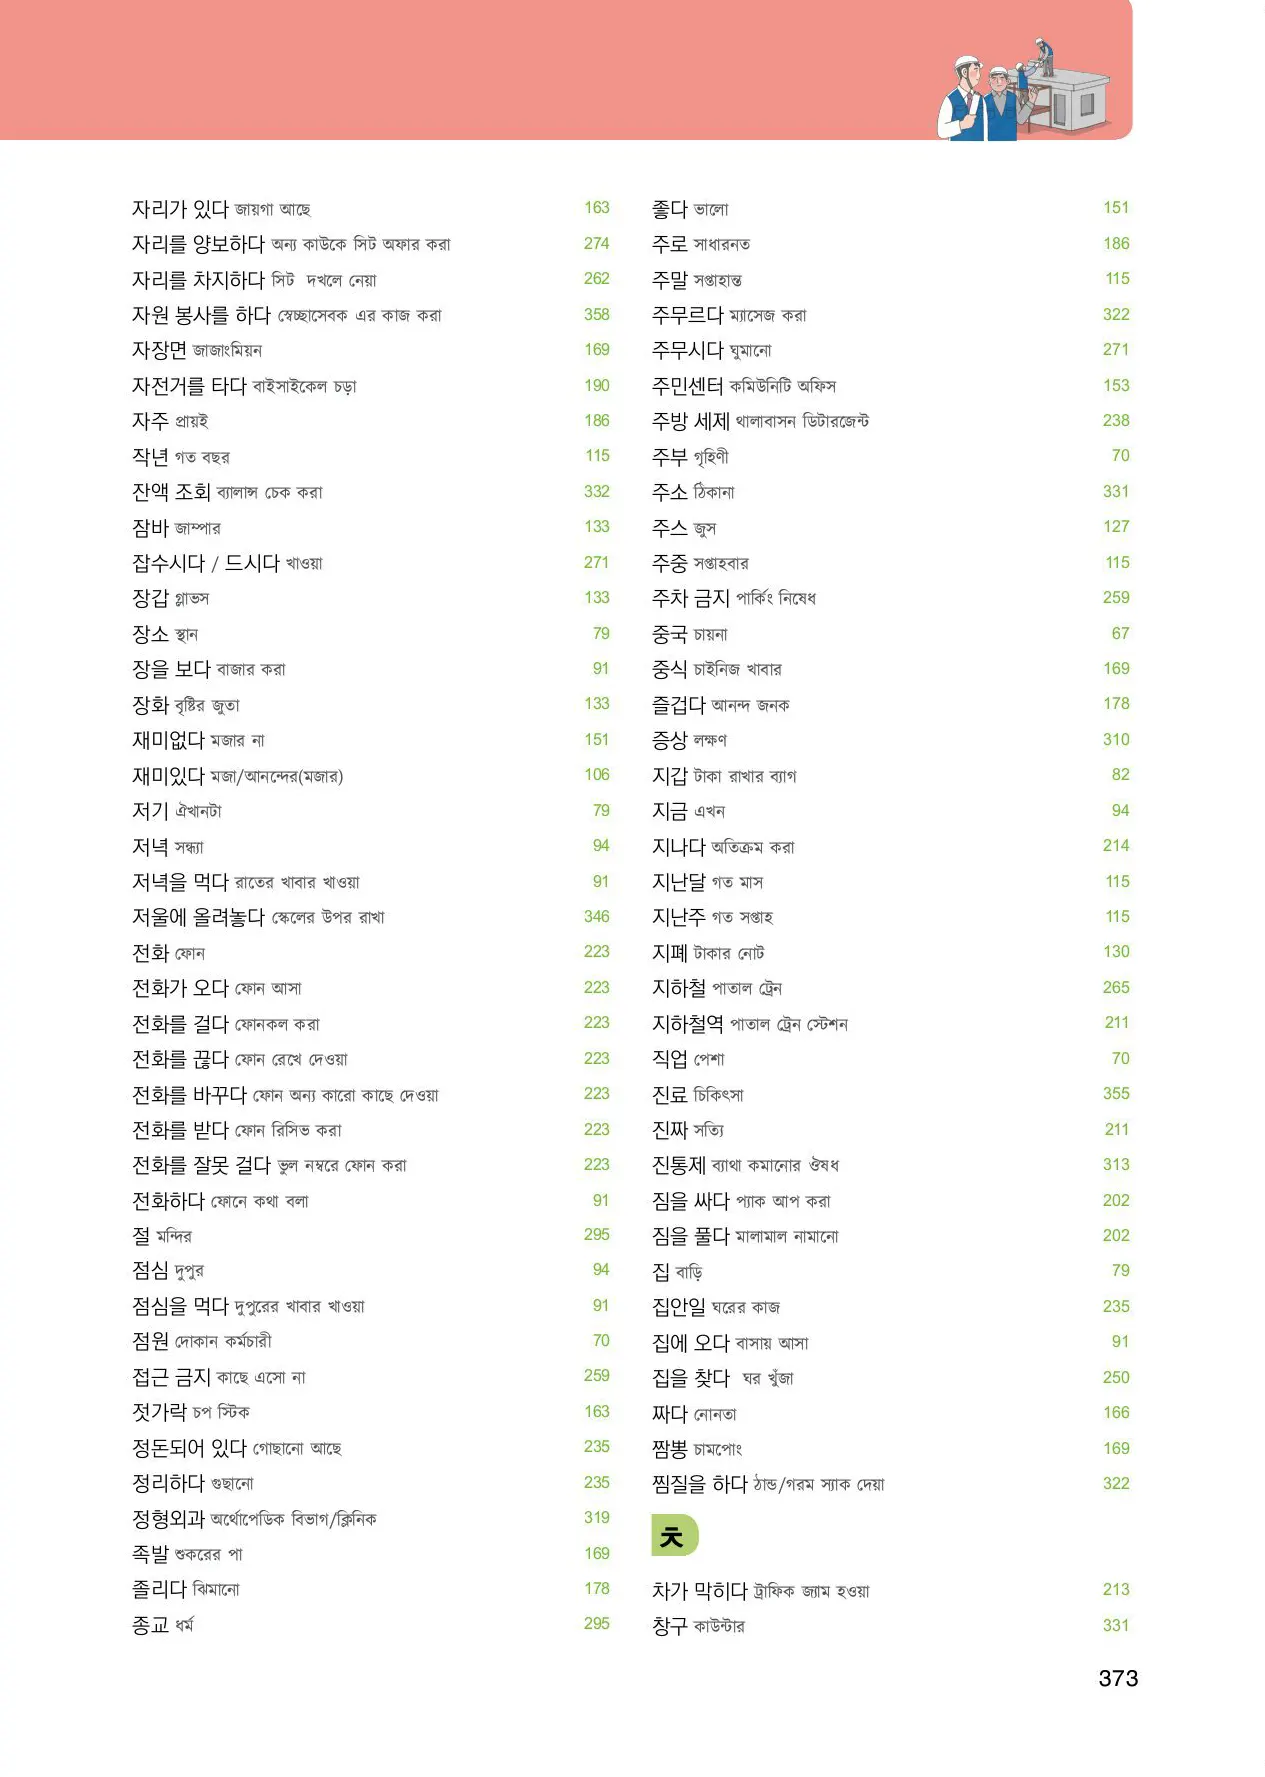 자리가 있다 জায়গা আছে 163
자리를 양보하다 অন্য কাউকে সিট অফার করা 274
자리를 차지하다 সিট দখলে নেয়া 262
자원 봉사를 하다 স্বেচ্ছাসেবক এর কাজ করা 358
자장면 জাজাংমিয়ন 169
자전거를 타다 বাইসাইকেল চড়া 190
자주 প্রায়ই 186
작년 গত বছর 115
잔액 조회 ব্যালান্স চেক করা 332
잠바 জাম্পার 133
잡수시다 / 드시다 খাওয়া 271
장갑 গ্লাভস 133
장소 স্থান 79
장을 보다 বাজার করা 91
장화 বৃষ্টির জুতা 133
재미없다 মজার না 151
재미있다 মজা/আনন্দের(মজার) 106
저기 ঐখানটা 79
저녁 সন্ধ্যা 94
저녁을 먹다 রাতের খাবার খাওয়া 91
저울에 올려놓다 স্কেলের উপর রাখা 346
전화 ফোন 223
전화가 오다 ফোন আসা 223
전화를 걸다 ফোনকল করা 223
전화를 끊다 ফোন রেখে দেওয়া 223
전화를 바꾸다 ফোন অন্য কারো কাছে দেওয়া 223
전화를 받다 ফোন রিসিভ করা 223
전화를 잘못 걸다 ভুল নম্বরে ফোন করা 223
전화하다 ফোনে কথা বলা 91
절 মন্দির 295
점심 দুপুর 94
점심을 먹다 দুপুরের খাবার খাওয়া 91
점원 দোকান কর্মচারী 70
접근 금지 কাছে এসো না 259
젓가락 চপ স্টিক 163
정돈되어 있다 গোছানো আছে 235
정리하다 গুছানো 235
정형외과 অর্থোপেডিক বিভাগ/ক্লিনিক 319
족발 শুকরের পা 169
졸리다 ঝিমানো 178
종교 ধর্ম 295
좋다 ভালো 151
주로 সাধারনত 186
주말 সপ্তাহান্ত 115
주무르다 ম্যাসেজ করা 322
주무시다 ঘুমানো 271
주민센터 কমিউনিটি অফিস 153
주방 세제 থালাবাসন ডিটারজেন্ট 238
주부 গৃহিণী 70
주소 ঠিকানা 331
주스 জুস 127
주중 সপ্তাহবার 115
주차 금지 পার্কিং নিষেধ 259
중국 চায়না 67
중식 চাইনিজ খাবার 169
즐겁다 আনন্দ জনক 178
증상 লক্ষণ 310
지갑 টাকা রাখার ব্যাগ 82
지금 এখন 94
지나다 অতিক্রম করা 214
지난달 গত মাস 115
지난주 গত সপ্তাহ 115
지폐 টাকার নোট 130
지하철 পাতাল ট্রেন 265
지하철역 পাতাল ট্রেন স্টেশন 211
직업 পেশা 70
진료 চিকিৎসা 355
진짜 সত্যি 211
진통제 ব্যাথা কমানোর ঔষধ 313
짐을 싸다 প্যাক আপ করা 202
짐을 풀다 মালামাল নামানো 202
집 বাড়ি 79
집안일 ঘরের কাজ 235
집에 오다 বাসায় আসা 91
집을 찾다 ঘর খুঁজা 250
짜다 নোনতা 166
짬뽕 চামপোং 169
찜질을 하다 ঠান্ড/গরম স্যাক দেয়া 322
ㅊ
차가 막히다 ট্রাফিক জ্যাম হওয়া 213
창구 কাউন্টার 331
373